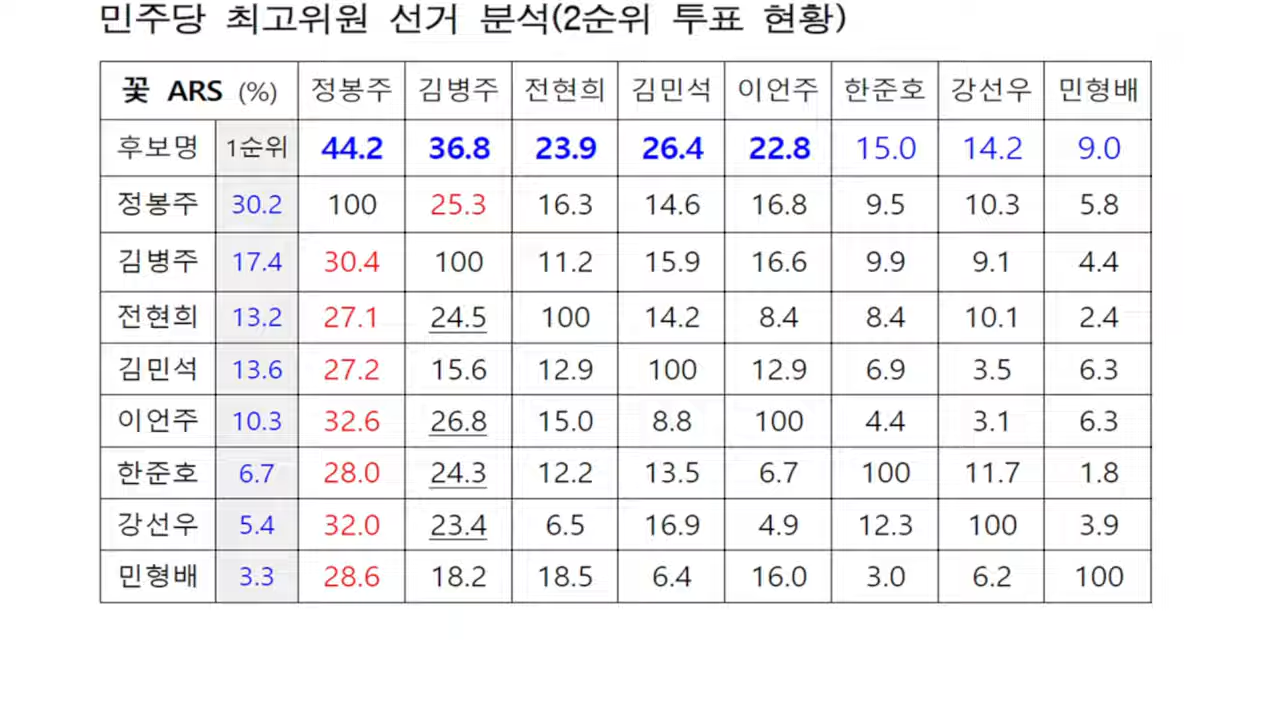 민주당 최고위원 선거 분석(2순위 투표 현황)
꽃 ARS (%) 정봉주 김병주 전현희 김민석 이언주 한준호 강선우 민형배
후보명 1순위 44.2 36.8 23.9 26.4 22.8 15.0 14.2 9.0
정봉주 30.2 100 25.3 16.3 14.6 16.8 9.5 10.3 5.8
김병주 17.4 30.4 100 11.2 15.9 16.6 9.9 9.1 4.4
전현희 13.2 27.1 24.5 100 14.2 8.4 8.4 10.1 2.4
김민석 13.6 27.2 15.6 12.9 100 12.9 6.9 3.5 6.3
이언주 10.3 32.6 26.8 15.0 8.8 100 4.4 3.1 6.3
한준호 6.7 28.0 24.3 12.2 13.5 6.7 100 11.7 1.8
강선우 5.4 32.0 23.4 6.5 16.9 4.9 12.3 100 3.9
민형배 3.3 28.6 18.2 18.5 6.4 16.0 3.0 6.2 100